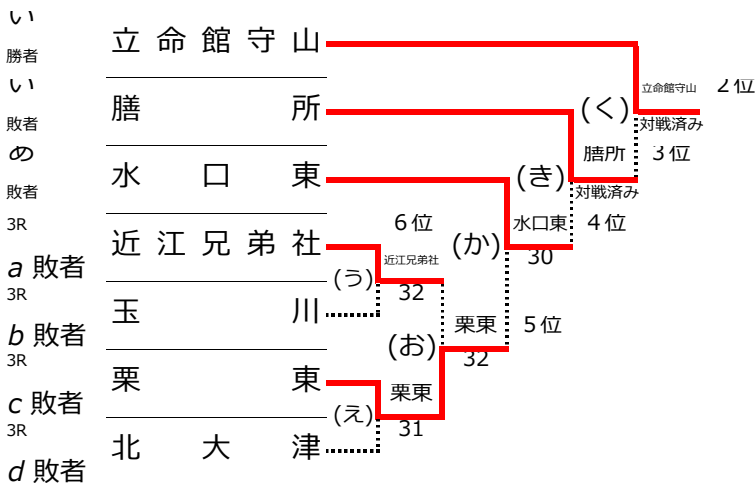 い
勝者
立命館守山
い
敗者
膳所
め
敗者
水口東
3R
a 敗者
近江兄弟社
3R
b 敗者
玉川
3R
c 敗者
栗東
3R
d 敗者
北大津
(う)
6位
近江兄弟社
32
(え)
栗東
31
(お)
栗東
5位
32
(か)
水口東
4位
30
(き)
膳所
3位
対戦済み
(く)
立命館守山
2位
対戦済み